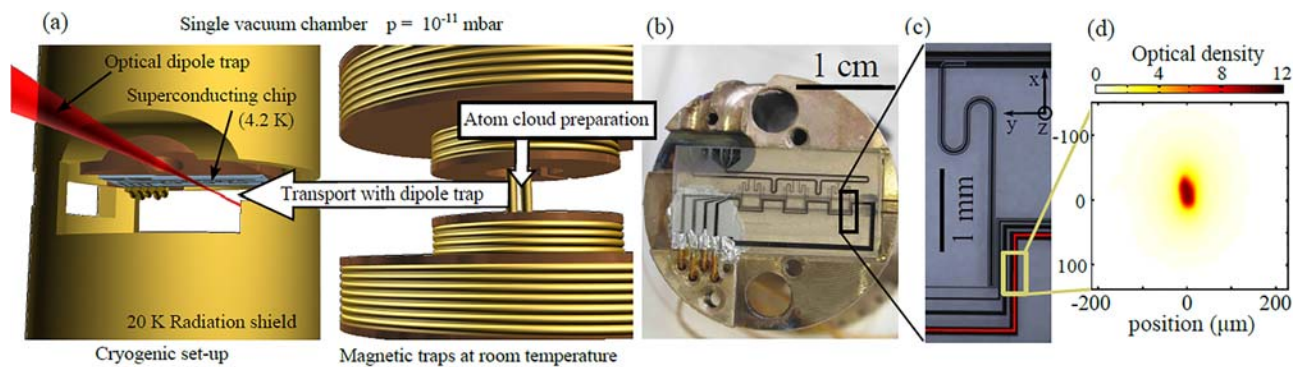 Single vacuum chamber p = 10⁻¹¹ mbar
(a)
Optical dipole trap
Superconducting chip
(4.2 K)
Atom cloud preparation
Transport with dipole trap
20 K Radiation shield
Cryogenic set-up
Magnetic traps at room temperature
(b)
1 cm
(c)
x
y
z
1 mm
(d)
Optical density
0 4 8 12
-100
0
100
-200 0 200
position (µm)